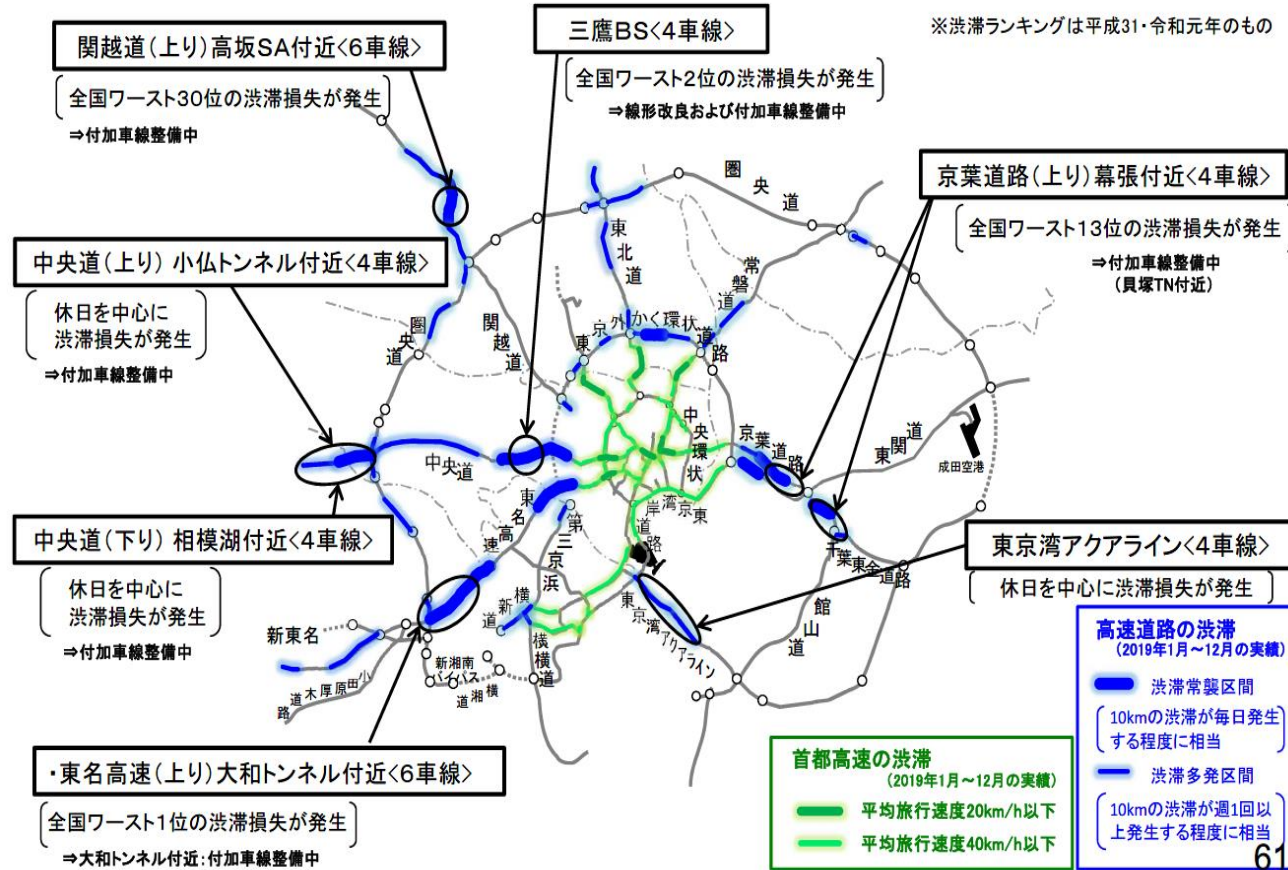 ※渋滞ランキングは平成31・令和元年のもの
関越道(上り)高坂SA付近<6車線>
全国ワースト30位の渋滞損失が発生
⇒付加車線整備中
三鷹BS<4車線>
全国ワースト2位の渋滞損失が発生
⇒線形改良および付加車線整備中
京葉道路(上り)幕張付近<4車線>
全国ワースト13位の渋滞損失が発生
⇒付加車線整備中
(貝塚TN付近)
中央道(上り) 小仏トンネル付近<4車線>
休日を中心に
渋滞損失が発生
⇒付加車線整備中
中央道(下り) 相模湖付近<4車線>
休日を中心に
渋滞損失が発生
⇒付加車線整備中
・東名高速(上り)大和トンネル付近<6車線>
全国ワースト1位の渋滞損失が発生
⇒大和トンネル付近:付加車線整備中
東京湾アクアライン<4車線>
休日を中心に渋滞損失が発生
圏央道
東北道
常磐道
圏央道
関越道
東京外かく環状道路
中央環状
京葉道路
東関道
成田空港
中央道
東名高速
第三京浜
東京湾岸道路
千葉東金道路
館山道
東京湾アクアライン
横浜新道
横横道
新東名
新湘南
バイパス
横湘道
小田原厚木道路
首都高速の渋滞
(2019年1月~12月の実績)
平均旅行速度20km/h以下
平均旅行速度40km/h以下
高速道路の渋滞
(2019年1月~12月の実績)
渋滞常襲区間
10kmの渋滞が毎日発生
する程度に相当
渋滞多発区間
10kmの渋滞が週1回以
上発生する程度に相当
61